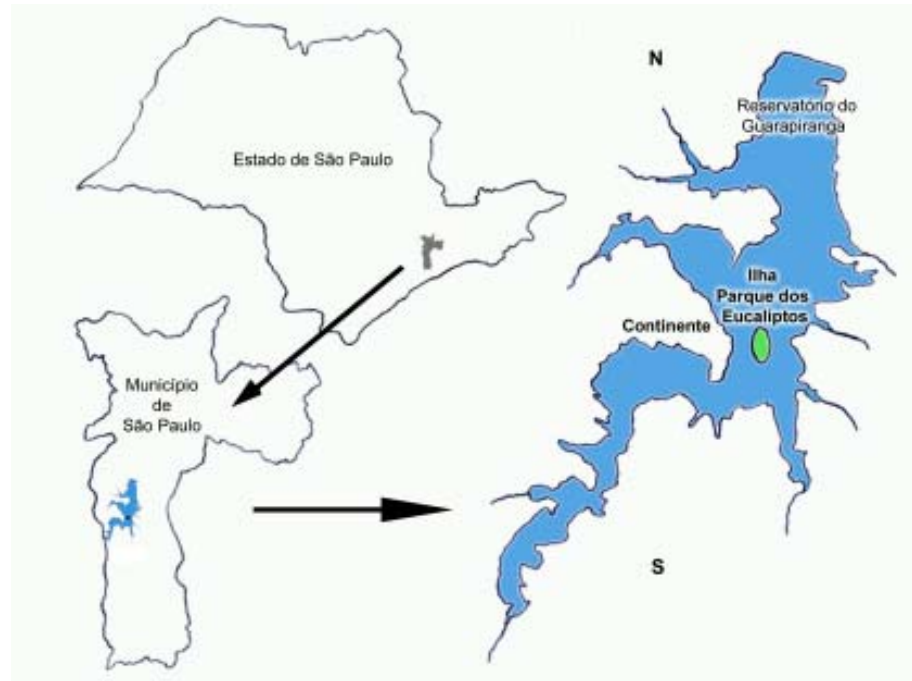 Estado de São Paulo
Município
de
São Paulo
N
Reservatório do
Guarapiranga
Ilha
Parque dos
Eucaliptos
Continente
S